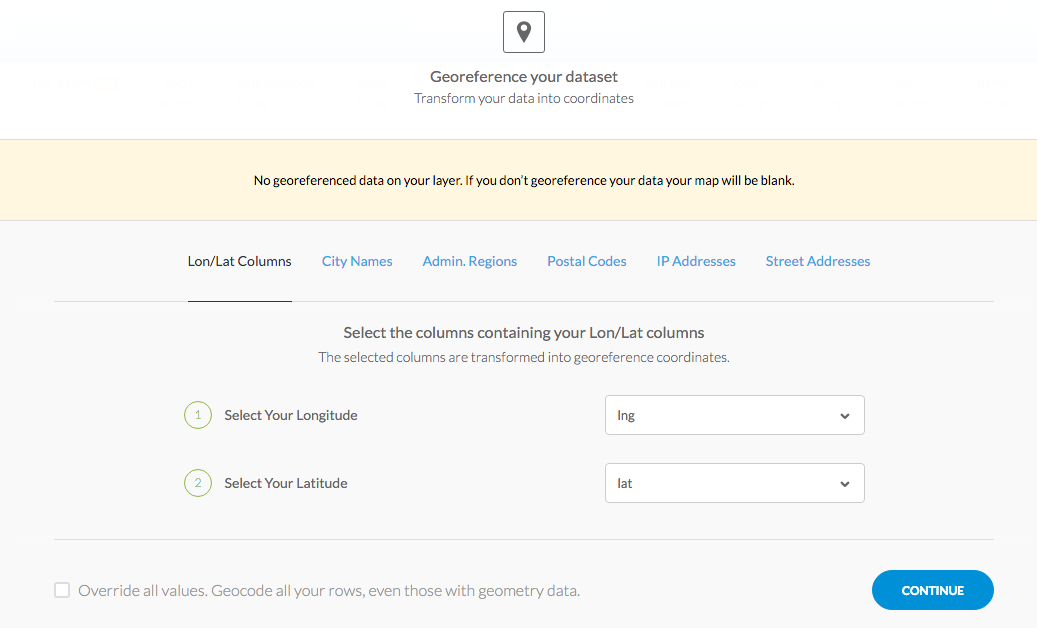 Georeference your dataset
Transform your data into coordinates
No georeferenced data on your layer. If you don't georeference your data your map will be blank.
Lon/Lat Columns City Names Admin. Regions Postal Codes IP Addresses Street Addresses
Select the columns containing your Lon/Lat columns
The selected columns are transformed into georeference coordinates.
1 Select Your Longitude lng
2 Select Your Latitude lat
Override all values. Geocode all your rows, even those with geometry data. CONTINUE